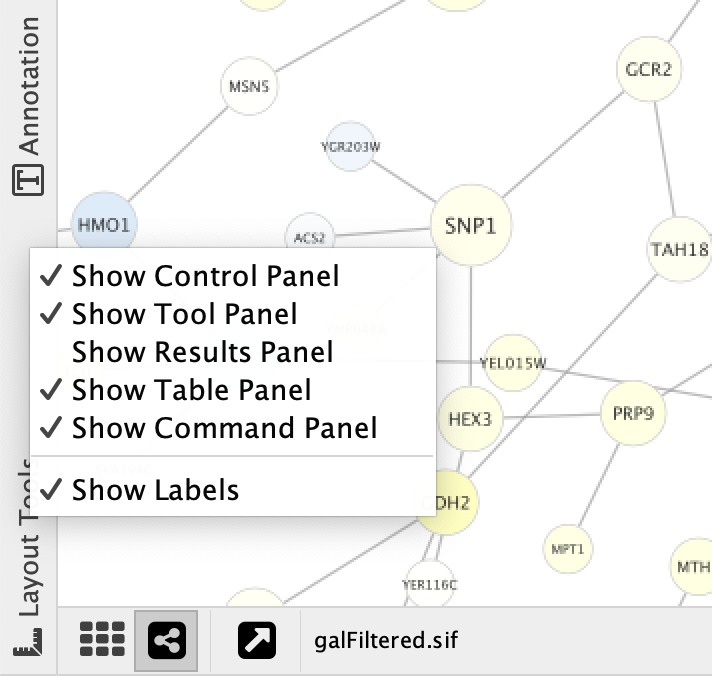 Annotation
MSN5
GCR2
YGR203W
HMO1
ACS2
SNP1
TAH18
✓ Show Control Panel
✓ Show Tool Panel
Show Results Panel
✓ Show Table Panel
✓ Show Command Panel
✓ Show Labels
YEL015W
HEX3
PRP9
DH2
MPT1
MTH
YER116C
Layout Tools
galFiltered.sif